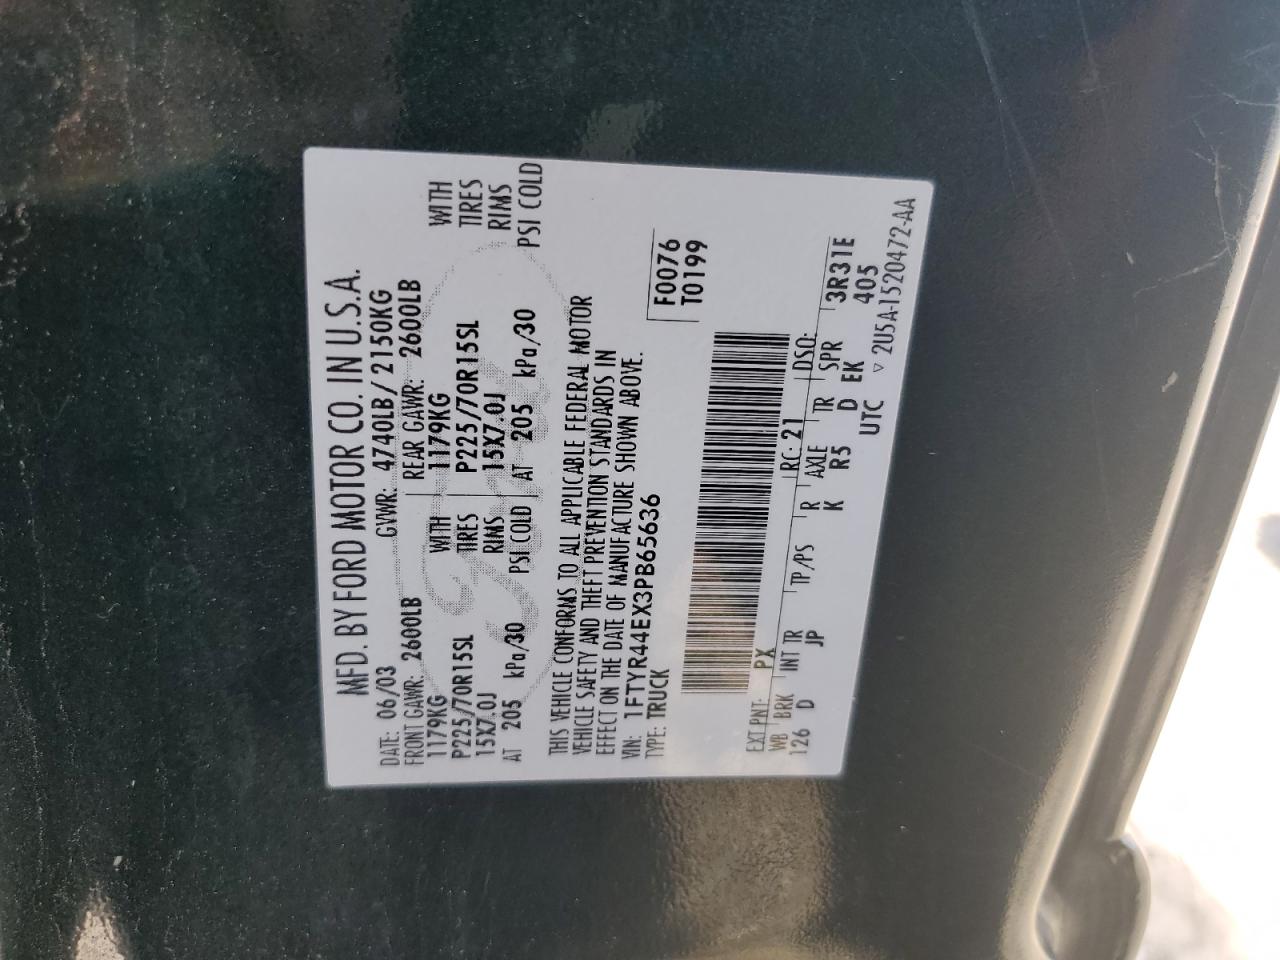 MFD. BY FORD MOTOR CO. IN U.S.A.
DATE: 06/03 GVWR: 4740LB/ 2150KG
FRONT GAWR: 2600LB REAR GAWR: 2600LB
1179KG WITH 1179KG WITH
P225/70R15SL TIRES P225/70R15SL TIRES
15X7.0J RIMS 15X7.0J RIMS
AT 205 kPa/30 PSI COLD AT 205 kPa/30 PSI COLD
THIS VEHICLE CONFORMS TO ALL APPLICABLE FEDERAL MOTOR
VEHICLE SAFETY AND THEFT PREVENTION STANDARDS IN
EFFECT ON THE DATE OF MANUFACTURE SHOWN ABOVE.
VIN: 1FTYR44EX3PB65636
TYPE: TRUCK
F0076
T0199
EXT PNT: PX RC: 21 DSO:
WB BRK INT TR TP/PS R AXLE TR SPR 3R31E
126 D JP K R5 D EK 405
UTC ▽ 2U5A-1520472-AA